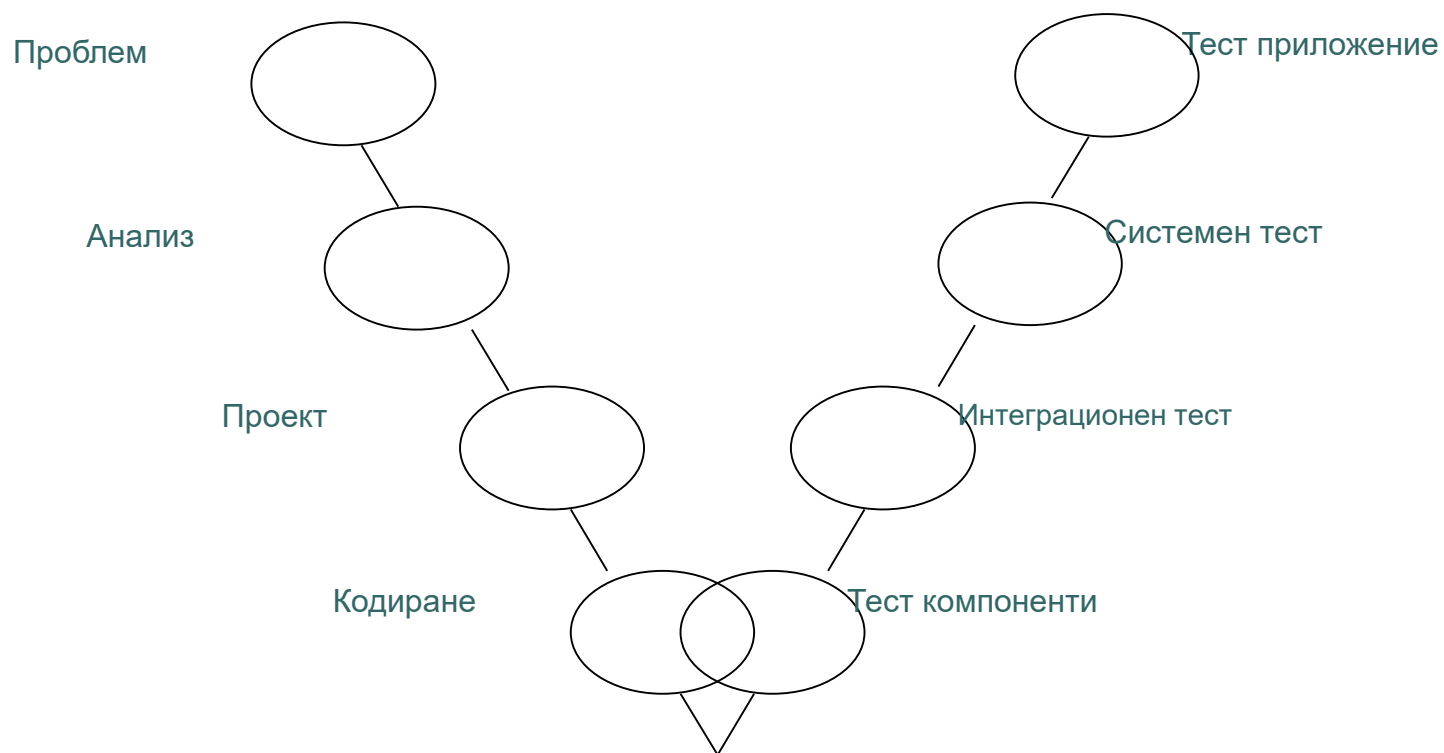 Проблем
Тест приложение
Анализ
Системен тест
Проект
Интеграционен тест
Кодиране
Тест компоненти